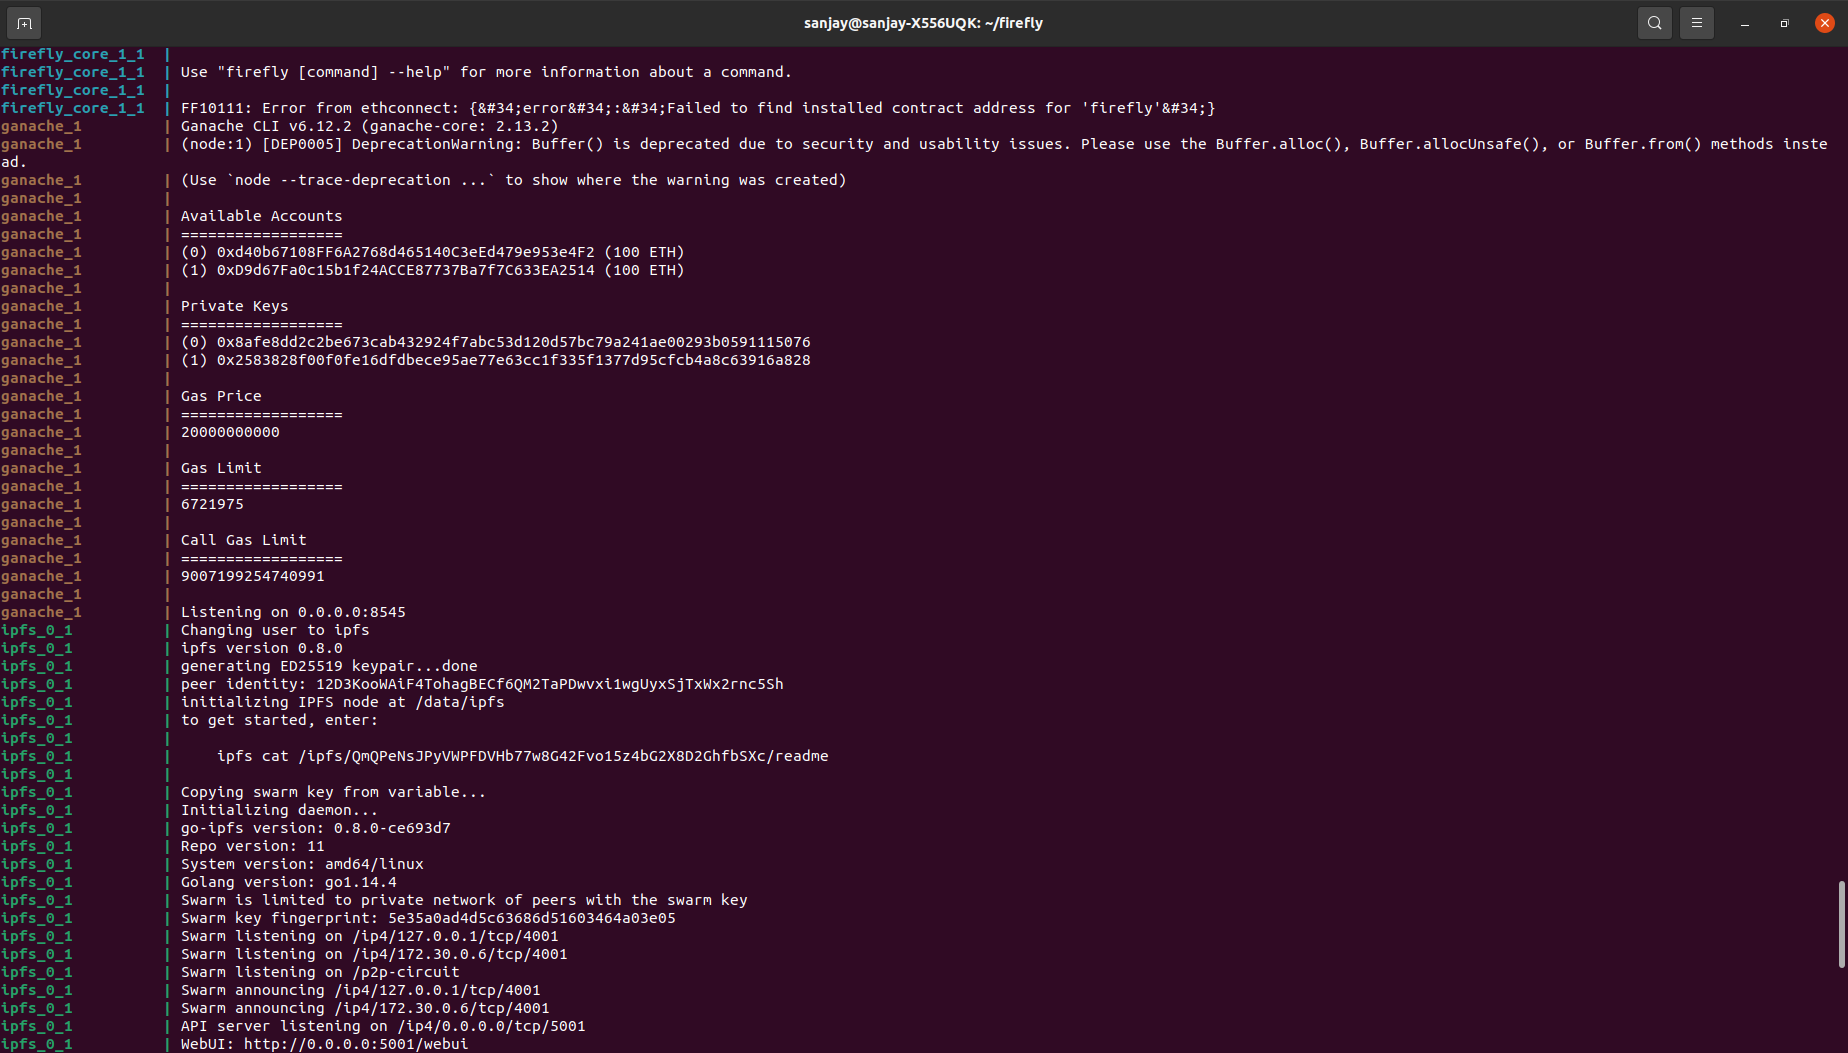 sanjay@sanjay-X556UQK: ~/firefly
firefly_core_1_1  |
firefly_core_1_1  | Use "firefly [command] --help" for more information about a command.
firefly_core_1_1  |
firefly_core_1_1  | FF10111: Error from ethconnect: {&#34;error&#34;:&#34;Failed to find installed contract address for 'firefly'&#34;}
ganache_1         | Ganache CLI v6.12.2 (ganache-core: 2.13.2)
ganache_1         | (node:1) [DEP0005] DeprecationWarning: Buffer() is deprecated due to security and usability issues. Please use the Buffer.alloc(), Buffer.allocUnsafe(), or Buffer.from() methods inste
ad.
ganache_1         | (Use `node --trace-deprecation ...` to show where the warning was created)
ganache_1         |
ganache_1         | Available Accounts
ganache_1         | ==================
ganache_1         | (0) 0xd40b67108FF6A2768d465140C3eEd479e953e4F2 (100 ETH)
ganache_1         | (1) 0xD9d67Fa0c15b1f24ACCE87737Ba7f7C633EA2514 (100 ETH)
ganache_1         |
ganache_1         | Private Keys
ganache_1         | ==================
ganache_1         | (0) 0x8afe8dd2c2be673cab432924f7abc53d120d57bc79a241ae00293b0591115076
ganache_1         | (1) 0x2583828f00f0fe16dfdbece95ae77e63cc1f335f1377d95cfcb4a8c63916a828
ganache_1         |
ganache_1         | Gas Price
ganache_1         | ==================
ganache_1         | 20000000000
ganache_1         |
ganache_1         | Gas Limit
ganache_1         | ==================
ganache_1         | 6721975
ganache_1         |
ganache_1         | Call Gas Limit
ganache_1         | ==================
ganache_1         | 9007199254740991
ganache_1         |
ganache_1         | Listening on 0.0.0.0:8545
ipfs_0_1          | Changing user to ipfs
ipfs_0_1          | ipfs version 0.8.0
ipfs_0_1          | generating ED25519 keypair...done
ipfs_0_1          | peer identity: 12D3KooWAiF4TohagBECf6QM2TaPDwvxi1wgUyxSjTxWx2rnc5Sh
ipfs_0_1          | initializing IPFS node at /data/ipfs
ipfs_0_1          | to get started, enter:
ipfs_0_1          |
ipfs_0_1          |     ipfs cat /ipfs/QmQPeNsJPyVWPFDVHb77w8G42Fvo15z4bG2X8D2GhfbSXc/readme
ipfs_0_1          |
ipfs_0_1          | Copying swarm key from variable...
ipfs_0_1          | Initializing daemon...
ipfs_0_1          | go-ipfs version: 0.8.0-ce693d7
ipfs_0_1          | Repo version: 11
ipfs_0_1          | System version: amd64/linux
ipfs_0_1          | Golang version: go1.14.4
ipfs_0_1          | Swarm is limited to private network of peers with the swarm key
ipfs_0_1          | Swarm key fingerprint: 5e35a0ad4d5c63686d51603464a03e05
ipfs_0_1          | Swarm listening on /ip4/127.0.0.1/tcp/4001
ipfs_0_1          | Swarm listening on /ip4/172.30.0.6/tcp/4001
ipfs_0_1          | Swarm listening on /p2p-circuit
ipfs_0_1          | Swarm announcing /ip4/127.0.0.1/tcp/4001
ipfs_0_1          | Swarm announcing /ip4/172.30.0.6/tcp/4001
ipfs_0_1          | API server listening on /ip4/0.0.0.0/tcp/5001
ipfs_0_1          | WebUI: http://0.0.0.0:5001/webui